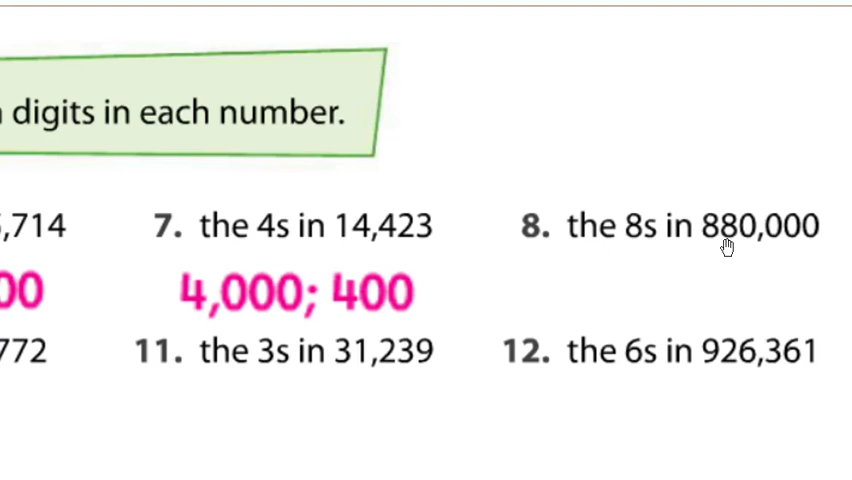 digits in each number.
,714 7. the 4s in 14,423 8. the 8s in 880,000
00 4,000; 400
772 11. the 3s in 31,239 12. the 6s in 926,361